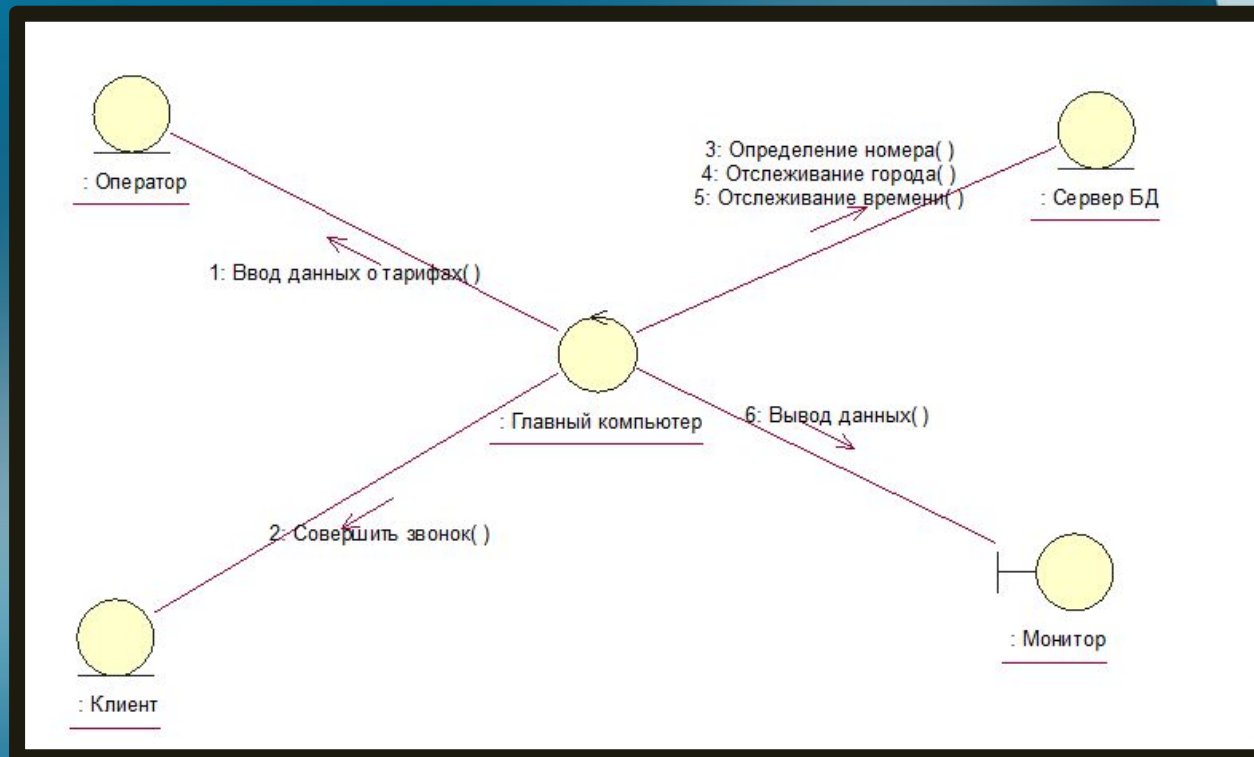 : Оператор
1: Ввод данных о тарифах( )
3: Определение номера( )
4: Отслеживание города( )
5: Отслеживание времени( )
: Сервер БД
: Главный компьютер
2: Совершить звонок( )
: Клиент
6: Вывод данных( )
: Монитор